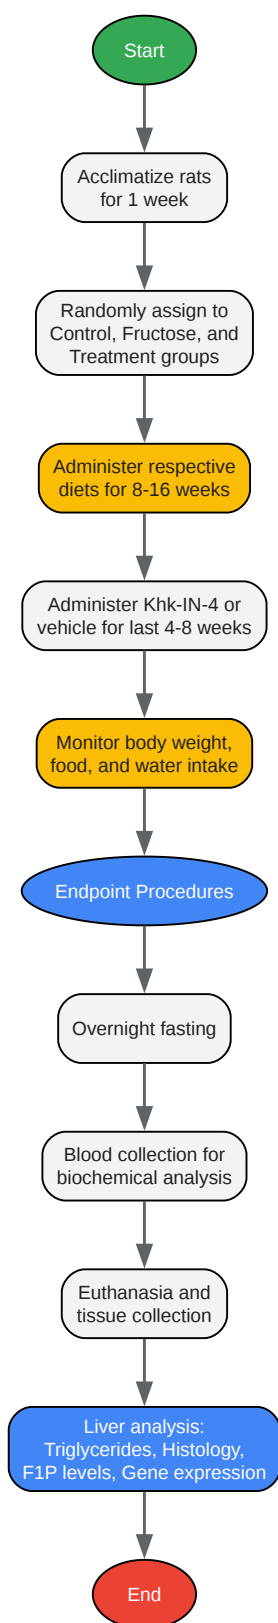 Start
Acclimatize rats
for 1 week
Randomly assign to
Control, Fructose, and
Treatment groups
Administer respective
diets for 8-16 weeks
Administer Khk-IN-4 or
vehicle for last 4-8 weeks
Monitor body weight,
food, and water intake
Endpoint Procedures
Overnight fasting
Blood collection for
biochemical analysis
Euthanasia and
tissue collection
Liver analysis:
Triglycerides, Histology,
F1P levels, Gene expression
End